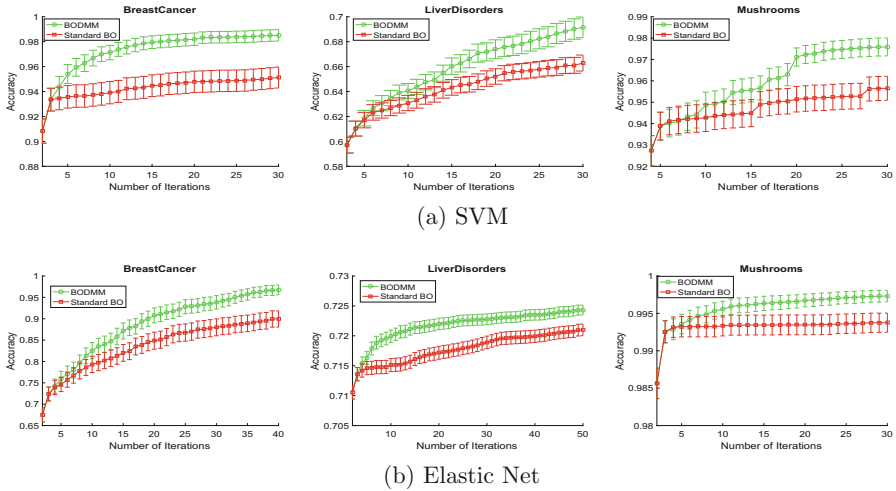 BreastCancer
BODMM
Standard BO
1
0.98
0.96
0.94
0.92
0.9
0.88
Accuracy
5 10 15 20 25 30
Number of Iterations
LiverDisorders
BODMM
Standard BO
0.7
0.68
0.66
0.64
0.62
0.6
0.58
Accuracy
5 10 15 20 25 30
Number of Iterations
Mushrooms
BODMM
Standard BO
0.99
0.98
0.97
0.96
0.95
0.94
0.93
0.92
Accuracy
5 10 15 20 25 30
Number of Iterations
(a) SVM
BreastCancer
BODMM
Standard BO
1
0.95
0.9
0.85
0.8
0.75
0.7
0.65
Accuracy
5 10 15 20 25 30 35 40
Number of Iterations
LiverDisorders
BODMM
Standard BO
0.73
0.725
0.72
0.715
0.71
0.705
Accuracy
10 20 30 40 50
Number of Iterations
Mushrooms
BODMM
Standard BO
1
0.995
0.99
0.985
0.98
Accuracy
5 10 15 20 25 30
Number of Iterations
(b) Elastic Net